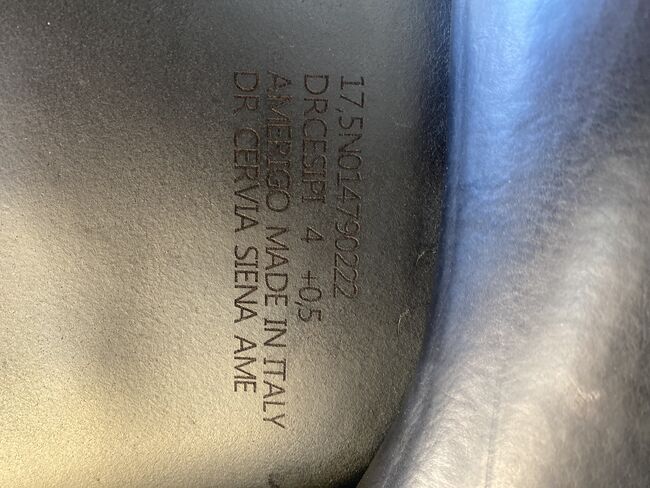 17,5N014790222
DRCESIPI 4 +0,5
AMERIGO MADE IN ITALY
DR CERVIA SIENA AME